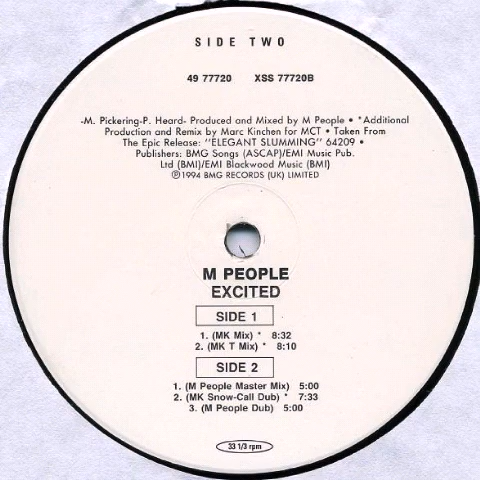 SIDE TWO
49 77720 XSS 77720B
-M. Pickering-P. Heard- Produced and Mixed by M People • *Additional
Production and Remix by Marc Kinchen for MCT • Taken From
The Epic Release: "ELEGANT SLUMMING" 64209 •
Publishers: BMG Songs (ASCAP)/EMI Music Pub.
Ltd (BMI)/EMI Blackwood Music (BMI)
℗1994 BMG RECORDS (UK) LIMITED
M PEOPLE
EXCITED
SIDE 1
1. (MK Mix) * 8:32
2. (MK T Mix) * 8:10
SIDE 2
1. (M People Master Mix) 5:00
2. (MK Snow-Call Dub) * 7:33
3. (M People Dub) 5:00
33 1/3 rpm